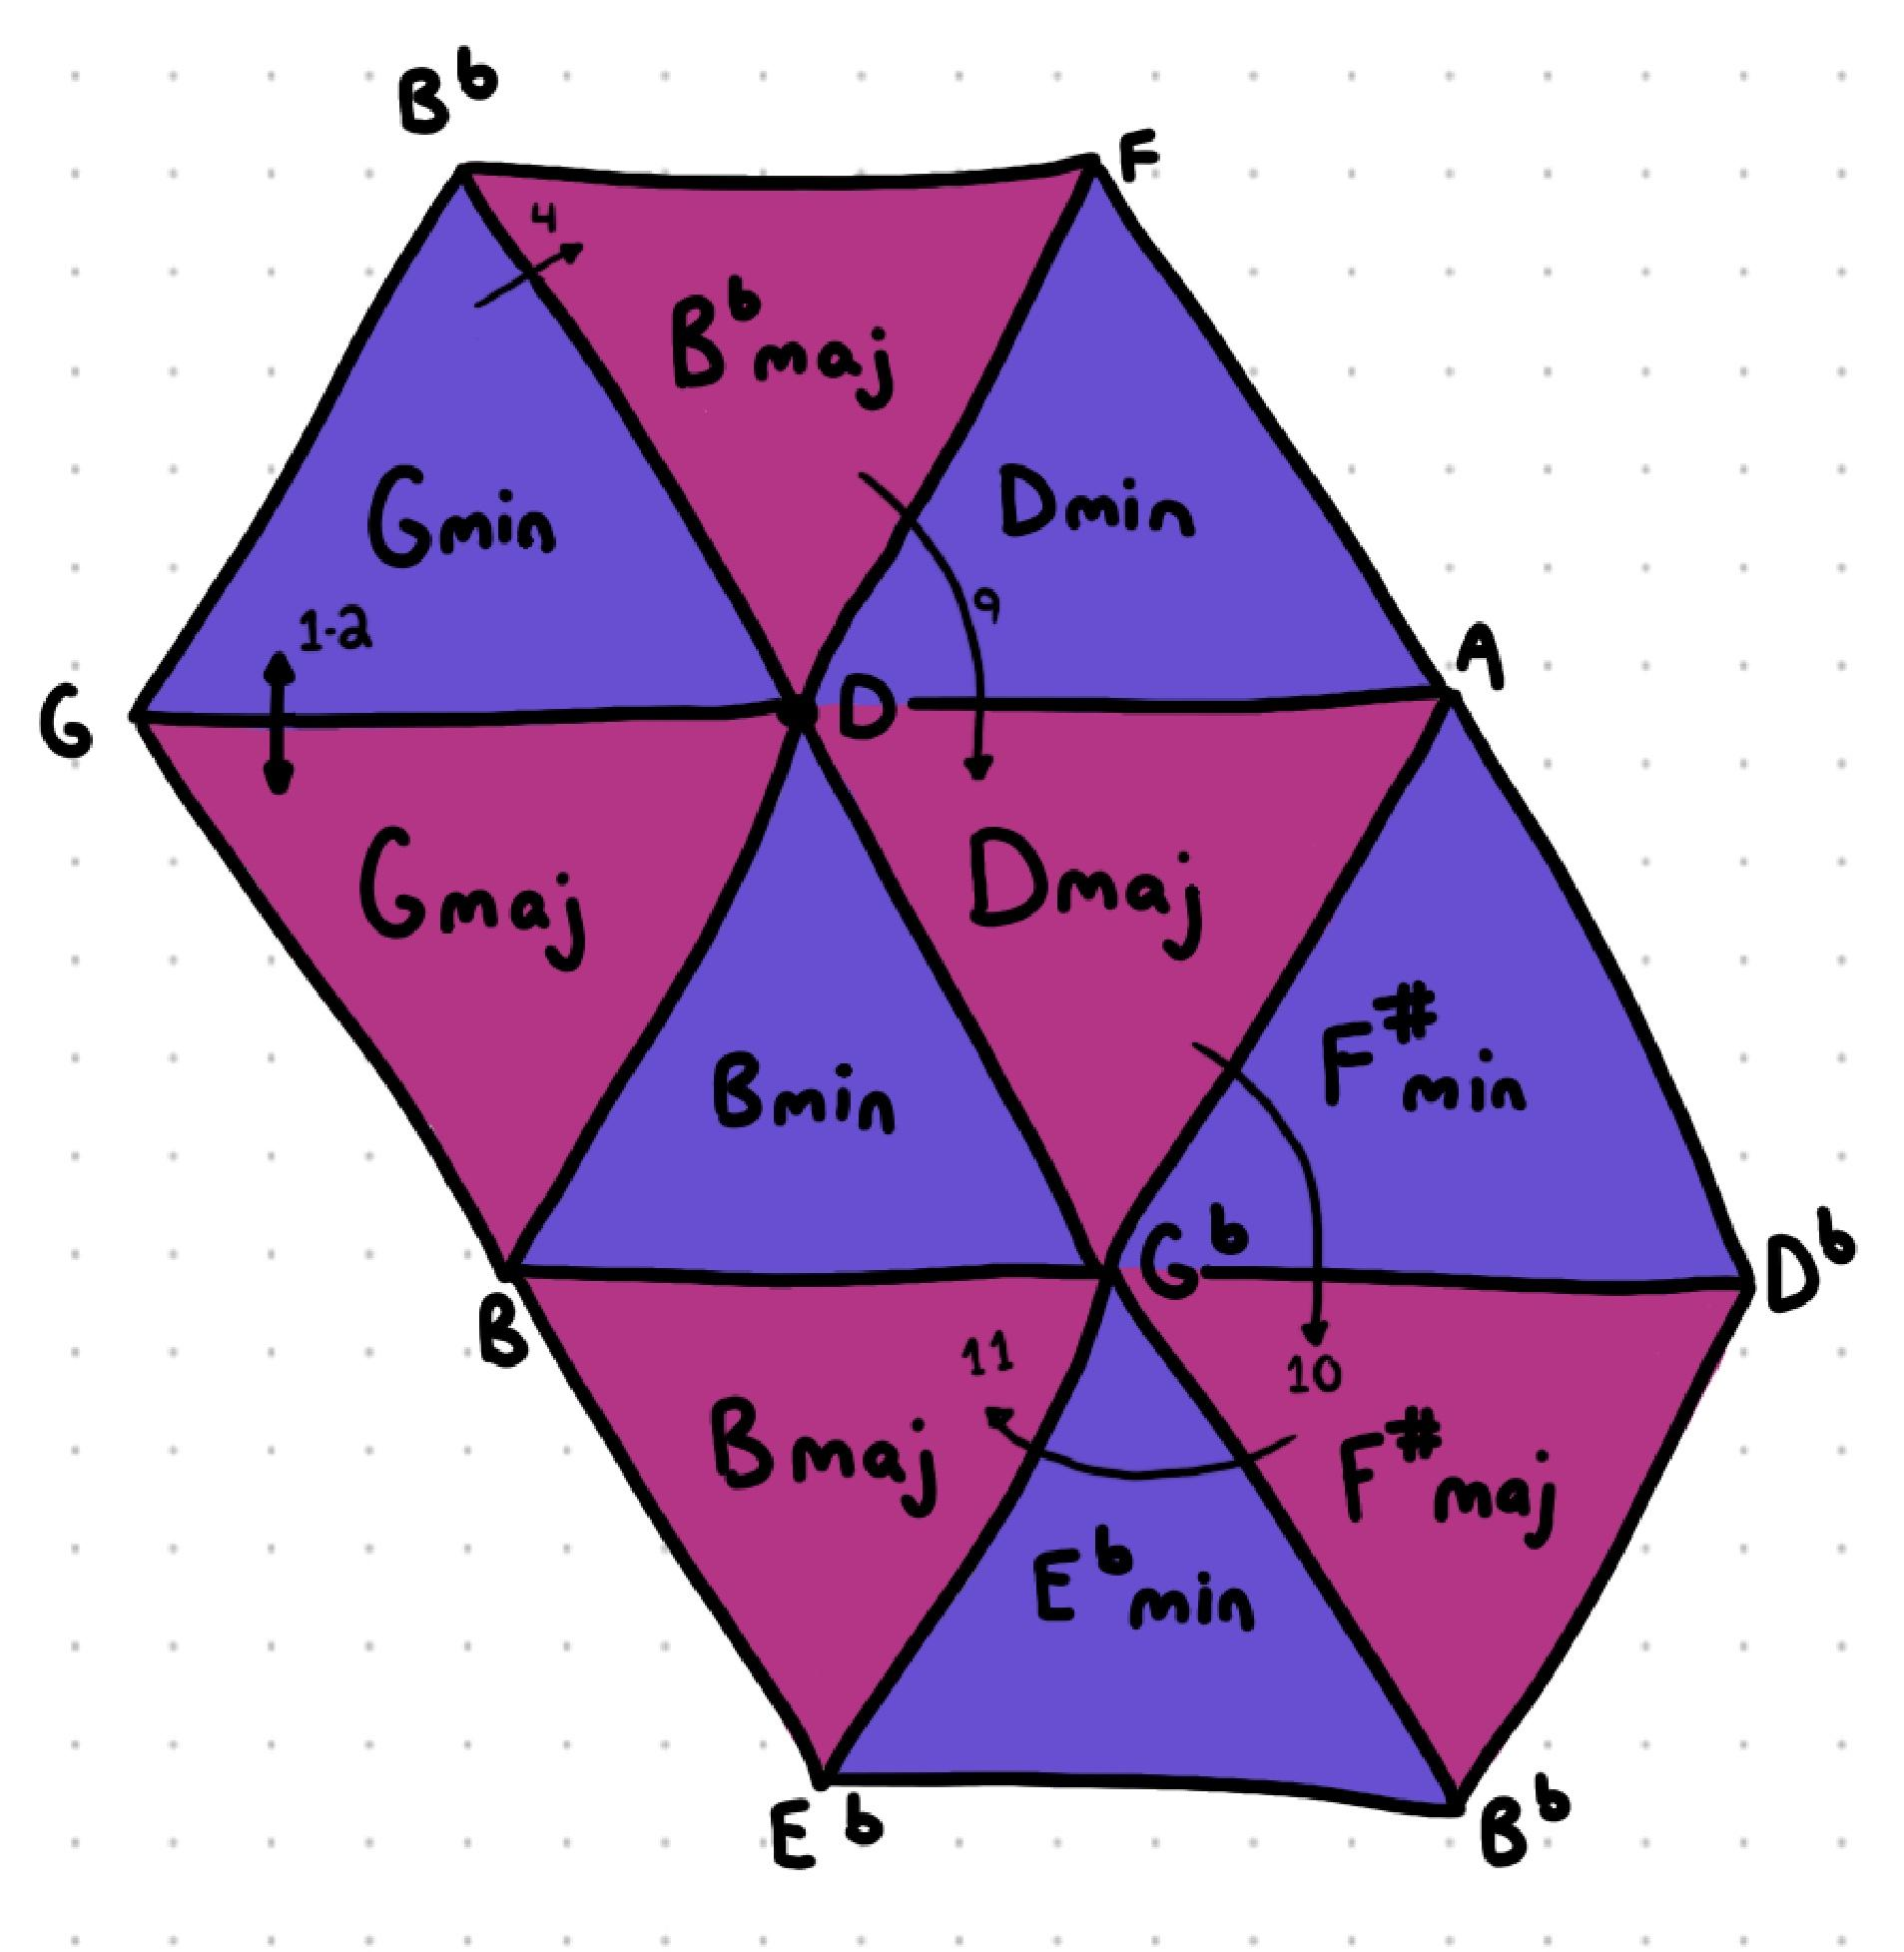 B♭
F
4
B♭maj
Gmin
Dmin
1-2
9
G
D
A
Gmaj
Dmaj
F#min
Bmin
G♭
D♭
B
11
10
Bmaj
F#maj
E♭min
E♭
B♭